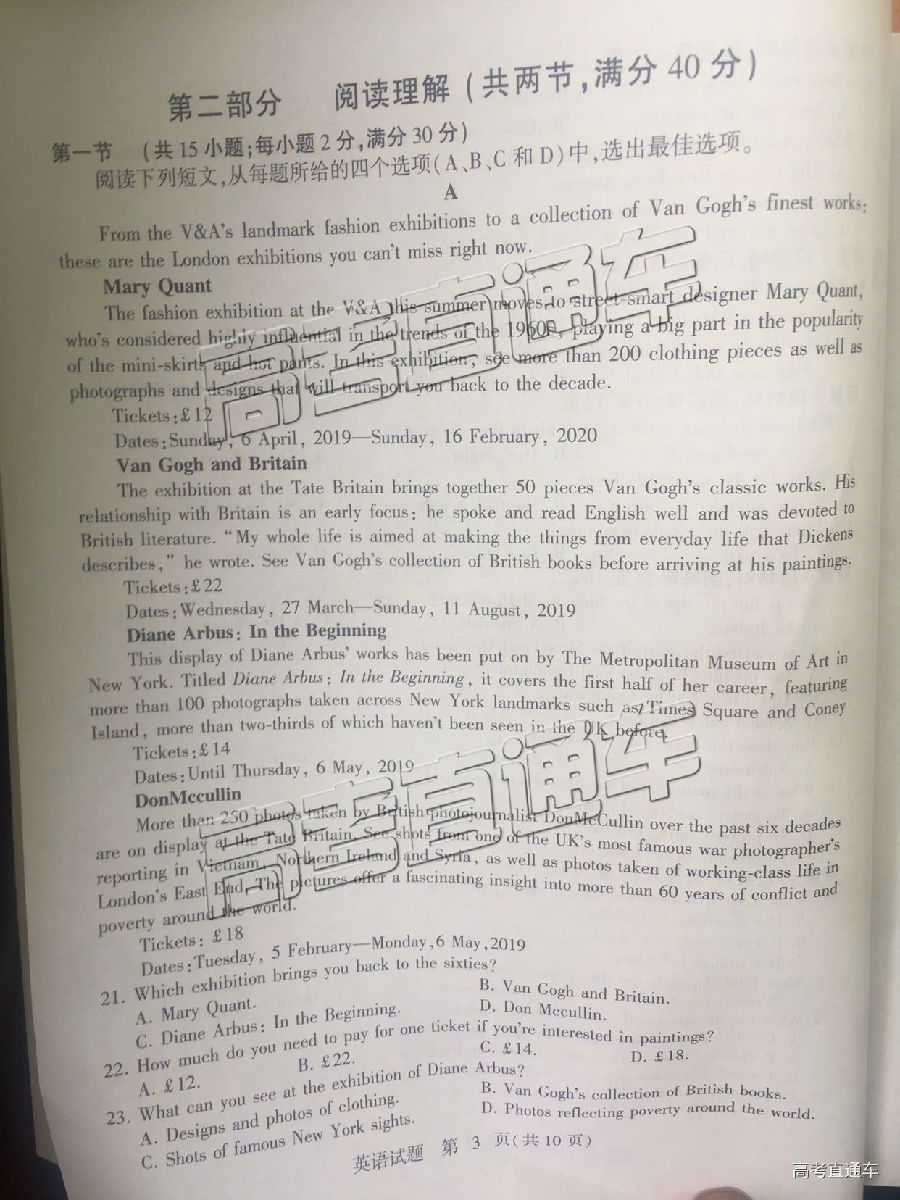 第二部分 阅读理解(共两节,满分40分)
第一节 (共15小题;每小题2分,满分30分)
阅读下列短文,从每题所给的四个选项(A、B、C和D)中,选出最佳选项。
A
From the V&A's landmark fashion exhibitions to a collection of Van Gogh's finest works;
these are the London exhibitions you can't miss right now.
Mary Quant
The fashion exhibition at the V&A this summer moves to street-smart designer Mary Quant,
who's considered highly influential in the trends of the 1960s, playing a big part in the popularity
of the mini-skirts and hot pants. In this exhibition, see more than 200 clothing pieces as well as
photographs and designs that will transport you back to the decade.
Tickets:£12
Dates:Sunday, 6 April, 2019—Sunday, 16 February, 2020
Van Gogh and Britain
The exhibition at the Tate Britain brings together 50 pieces Van Gogh's classic works. His
relationship with Britain is an early focus: he spoke and read English well and was devoted to
British literature. "My whole life is aimed at making the things from everyday life that Dickens
describes," he wrote. See Van Gogh's collection of British books before arriving at his paintings.
Tickets:£22
Dates:Wednesday, 27 March—Sunday, 11 August, 2019
Diane Arbus: In the Beginning
This display of Diane Arbus' works has been put on by The Metropolitan Museum of Art in
New York. Titled Diane Arbus: In the Beginning, it covers the first half of her career, featuring
more than 100 photographs taken across New York landmarks such as Times Square and Coney
Island, more than two-thirds of which haven't been seen in the UK before.
Tickets:£14
Dates:Until Thursday, 6 May, 2019
DonMccullin
More than 250 photos taken by British photojournalist DonMcCullin over the past six decades
are on display at the Tate Britain. See shots from one of the UK's most famous war photographer's
reporting in Vietnam, Northern Ireland and Syria, as well as photos taken of working-class life in
London's East End. The pictures offer a fascinating insight into more than 60 years of conflict and
poverty around the world.
Tickets: £18
Dates:Tuesday, 5 February—Monday,6 May,2019
21. Which exhibition brings you back to the sixties?
A. Mary Quant. B. Van Gogh and Britain.
C. Diane Arbus: In the Beginning. D. Don Mccullin.
22. How much do you need to pay for one ticket if you're interested in paintings?
A. £12. B. £22. C. £14. D. £18.
23. What can you see at the exhibition of Diane Arbus?
A. Designs and photos of clothing. B. Van Gogh's collection of British books.
C. Shots of famous New York sights. D. Photos reflecting poverty around the world.
英语试题 第 3 页(共10页)
高考直通车
高考直通车
高考直通车